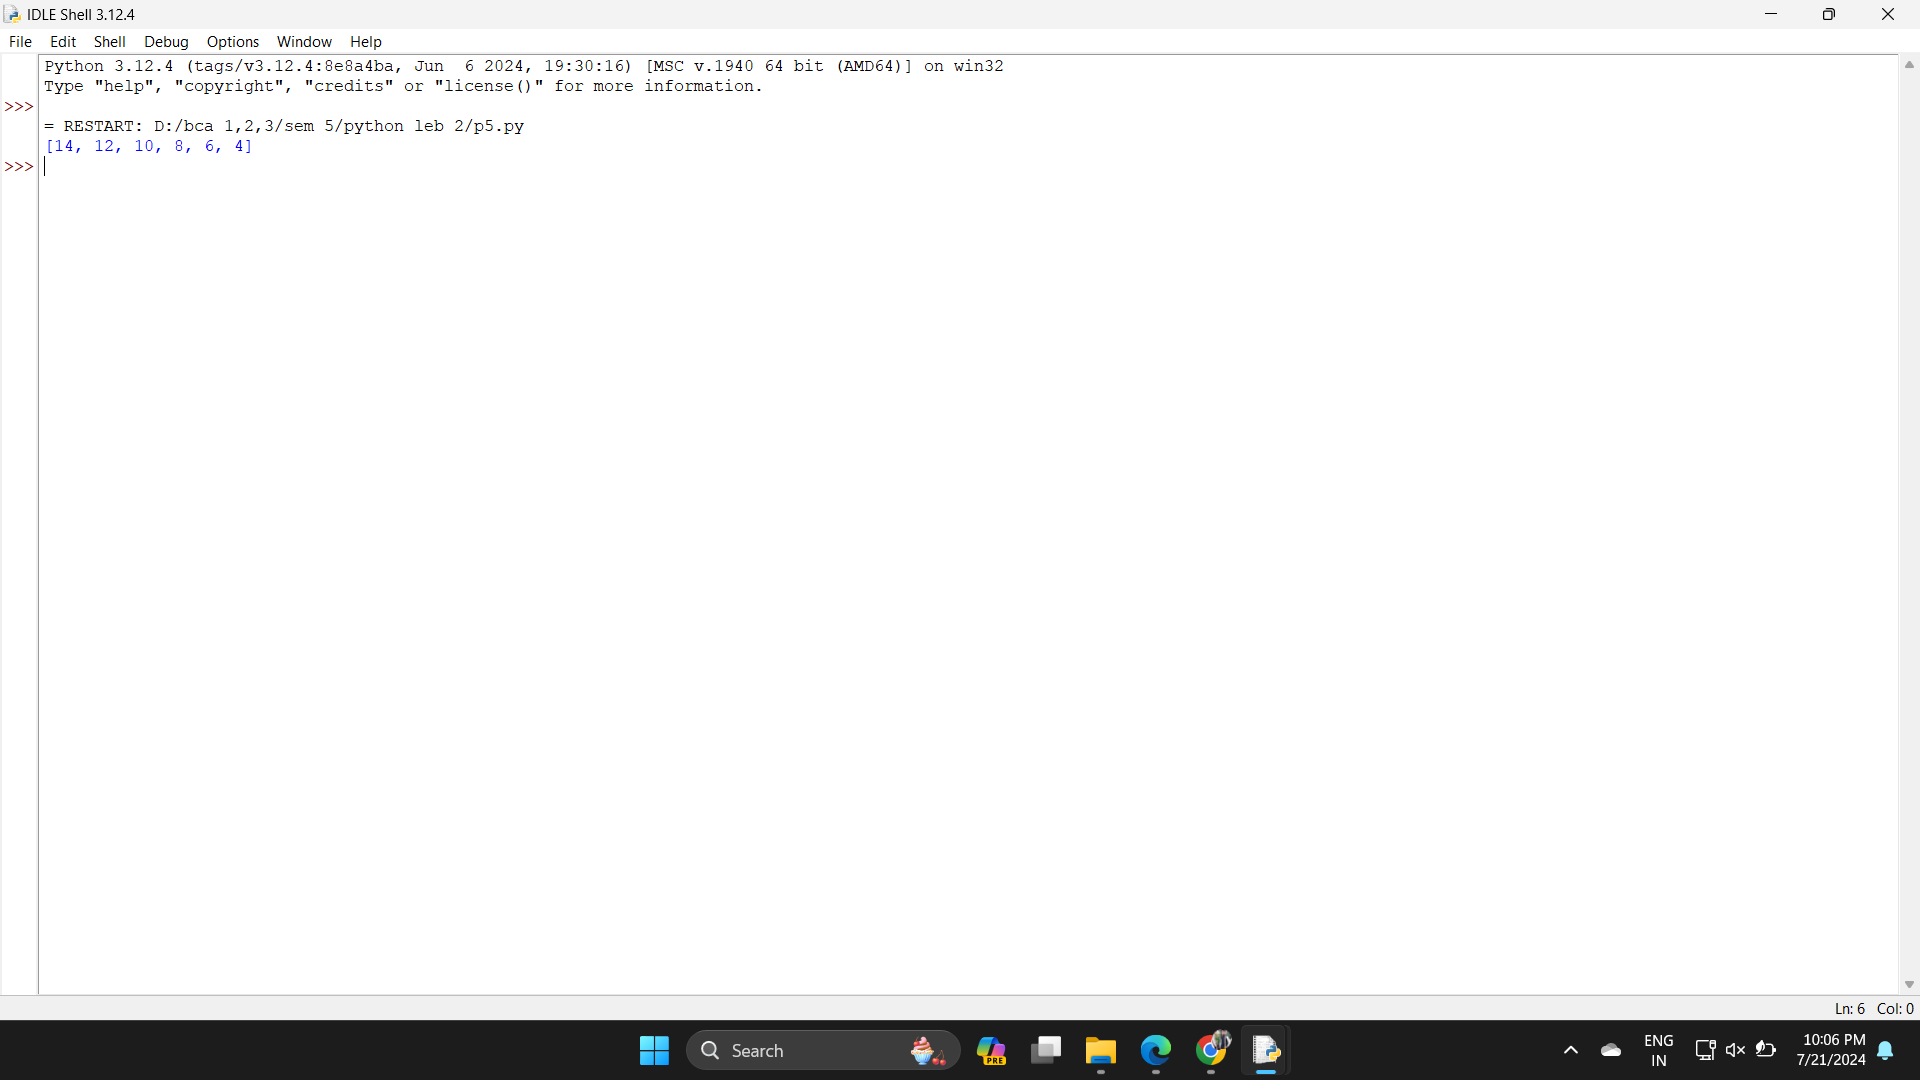 IDLE Shell 3.12.4
File Edit Shell Debug Options Window Help
Python 3.12.4 (tags/v3.12.4:8e8a4ba, Jun  6 2024, 19:30:16) [MSC v.1940 64 bit (AMD64)] on win32
Type "help", "copyright", "credits" or "license()" for more information.
>>>
= RESTART: D:/bca 1,2,3/sem 5/python leb 2/p5.py
[14, 12, 10, 8, 6, 4]
>>>
Ln: 6 Col: 0
Search
PRE
ENG
IN
10:06 PM
7/21/2024